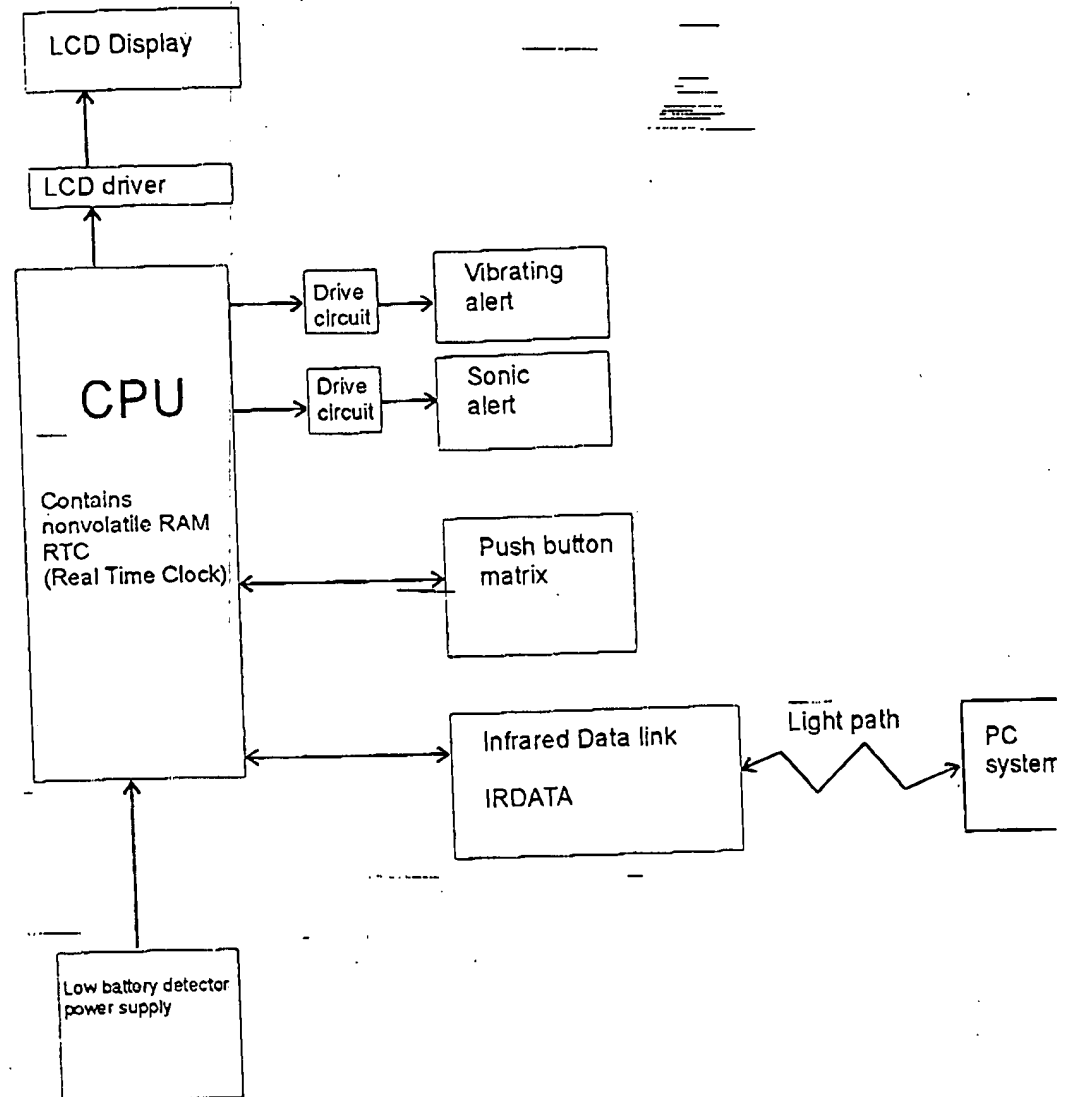 LCD Display
LCD driver
Vibrating
alert
Drive
circuit
Sonic
alert
Drive
circuit
CPU
Contains
nonvolatile RAM
RTC
(Real Time Clock)
Push button
matrix
Infrared Data link
IRDATA
Light path
PC
system
Low battery detector
power supply